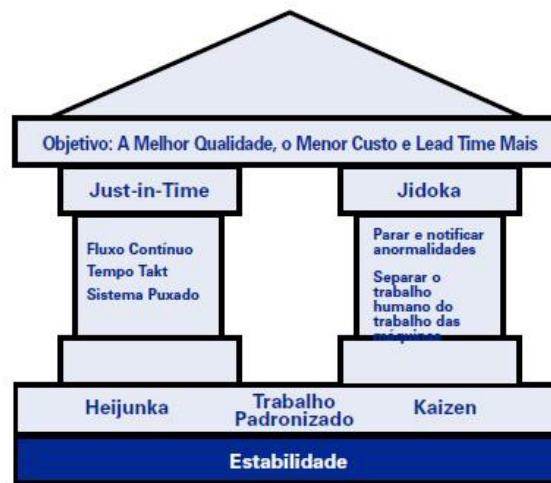 Objetivo: A Melhor Qualidade, o Menor Custo e Lead Time Mais
Just-in-Time
Fluxo Contínuo
Tempo Takt
Sistema Puxado
Jidoka
Parar e notificar
anormalidades
Separar o
trabalho
humano do
trabalho das
máquinas
Heijunka
Trabalho
Padronizado
Kaizen
Estabilidade